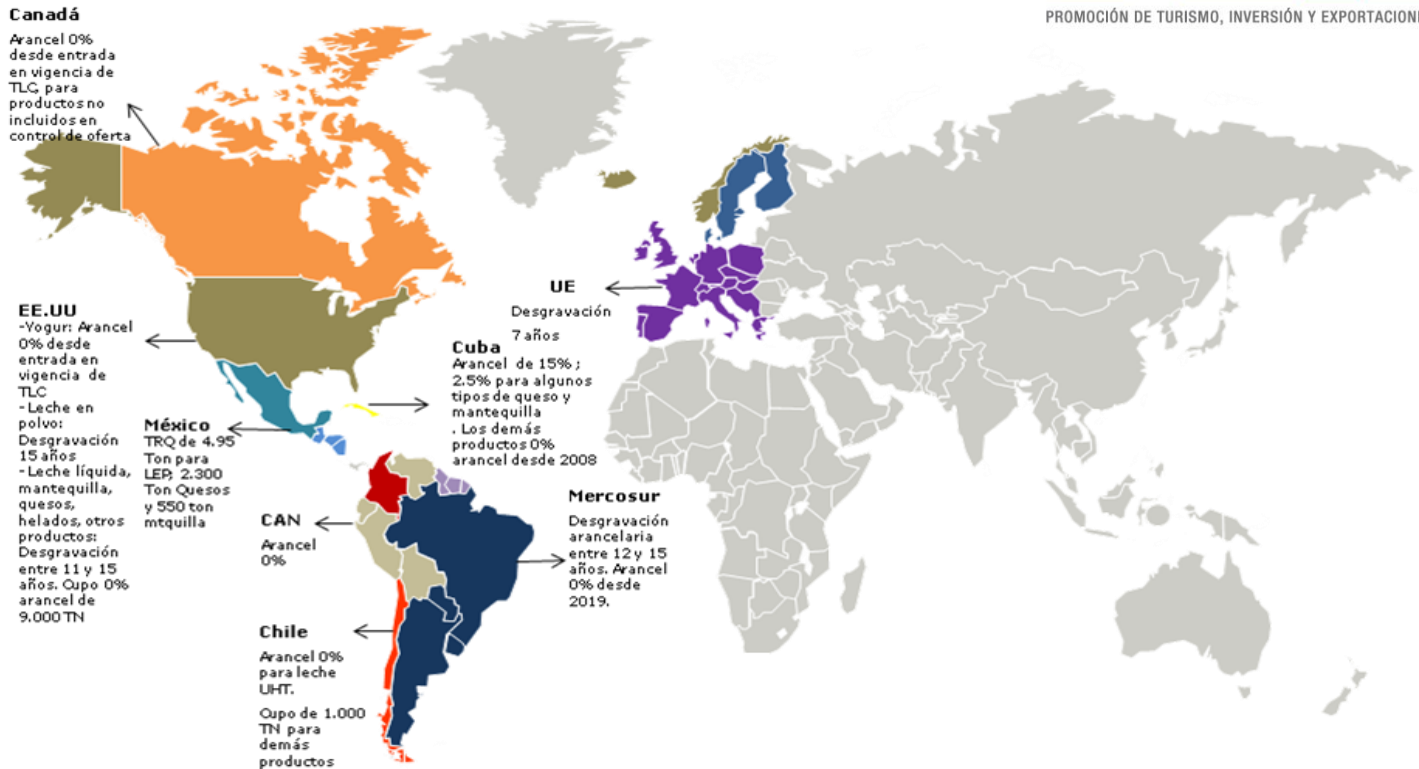 PROMOCIÓN DE TURISMO, INVERSIÓN Y EXPORTACION
Canadá
Arancel 0%
desde entrada
en vigencia de
TLC, para
productos no
incluidos en
control de oferta
EE.UU
-Yogur: Arancel
0% desde
entrada en
vigencia de
TLC
-Leche en
polvo:
Desgravación
15 años
-Leche líquida,
mantequilla,
quesos,
helados, otros
productos:
Desgravación
entre 11 y 15
años. Cupo 0%
arancel de
9.000 TN
México
TRQ de 4.95
Ton para
LEP, 2.300
Ton Quesos
y 550 ton
mtquilla
UE
Desgravación
7 años
Cuba
Arancel de 15% ;
2.5% para algunos
tipos de queso y
mantequilla
. Los demás
productos 0%
arancel desde 2008
CAN
Arancel
0%
Mercosur
Desgravación
arancelaria
entre 12 y 15
años. Arancel
0% desde
2019.
Chile
Arancel 0%
para leche
UHT.
Cupo de 1.000
TN para
demás
productos